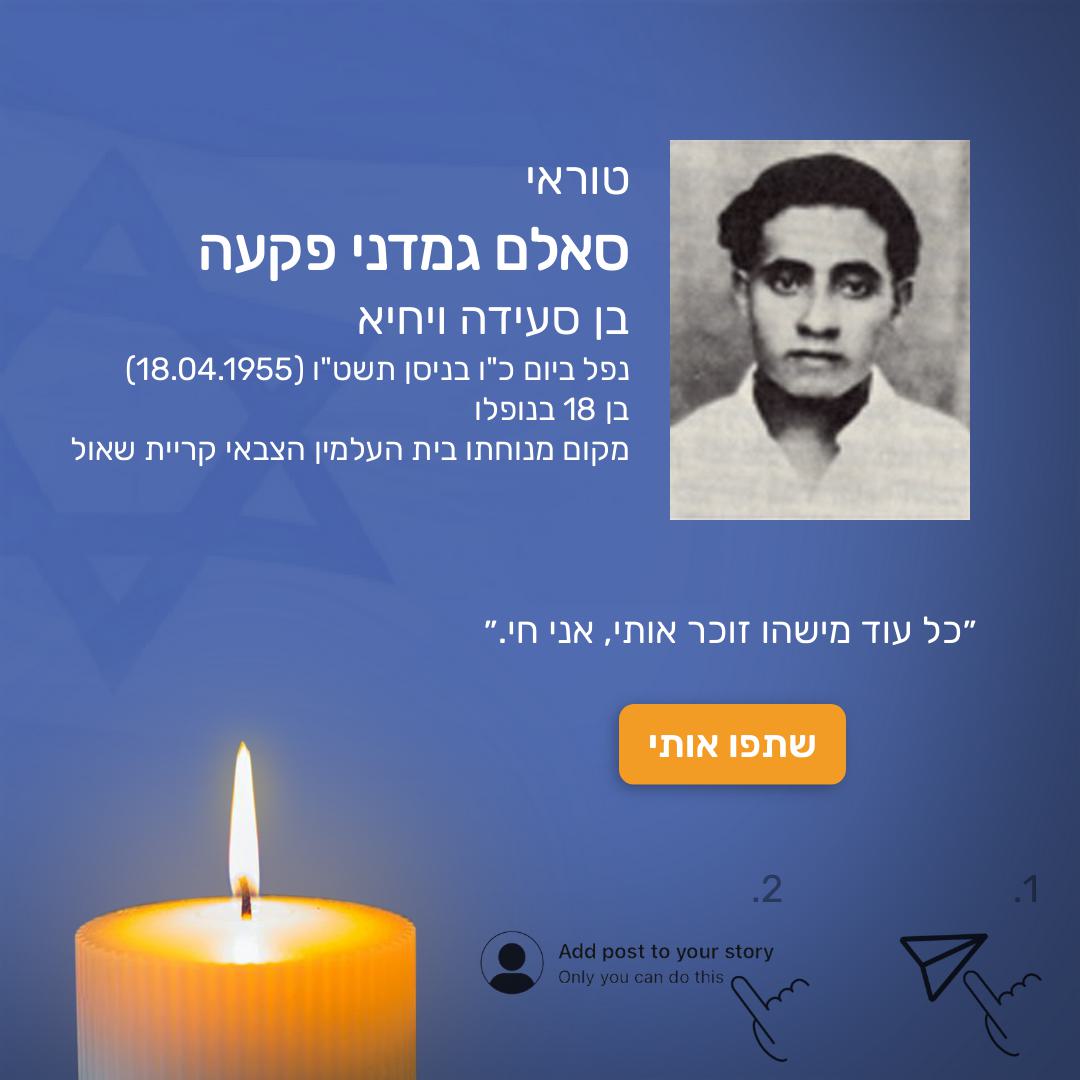 טוראי
סאלם גמדני פקעה
בן סעידה ויחיא
נפל ביום כ"ו בניסן תשט"ו (18.04.1955)
בן 18 בנופלו
מקום מנוחתו בית העלמין הצבאי קריית שאול
״כל עוד מישהו זוכר אותי, אני חי.״
שתפו אותי
.1
.2
Add post to your story
Only you can do this